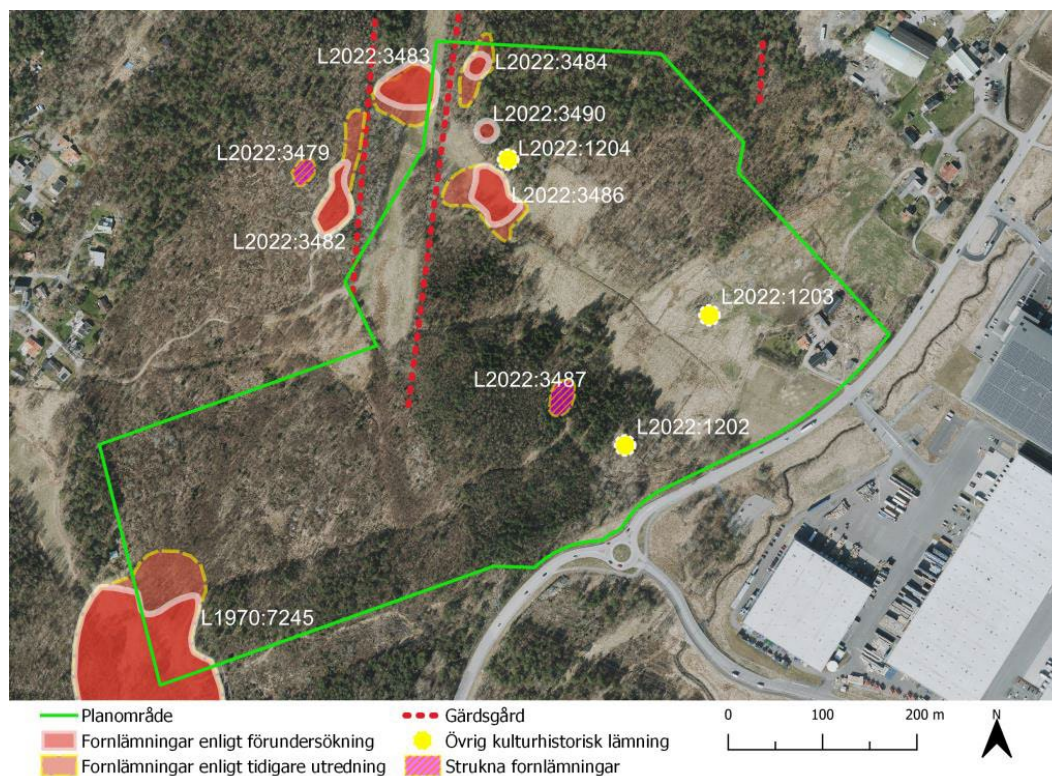 L2022:3483
L2022:3484
L2022:3490
L2022:3479
L2022:1204
L2022:3486
L2022:3482
L2022:1203
L2022:3487
L2022:1202
L1970:7245
Planområde
Fornlämningar enligt förundersökning
Fornlämningar enligt tidigare utredning
Gärdsgård
Övrig kulturhistorisk lämning
Strukna fornlämningar
0 100 200 m
N